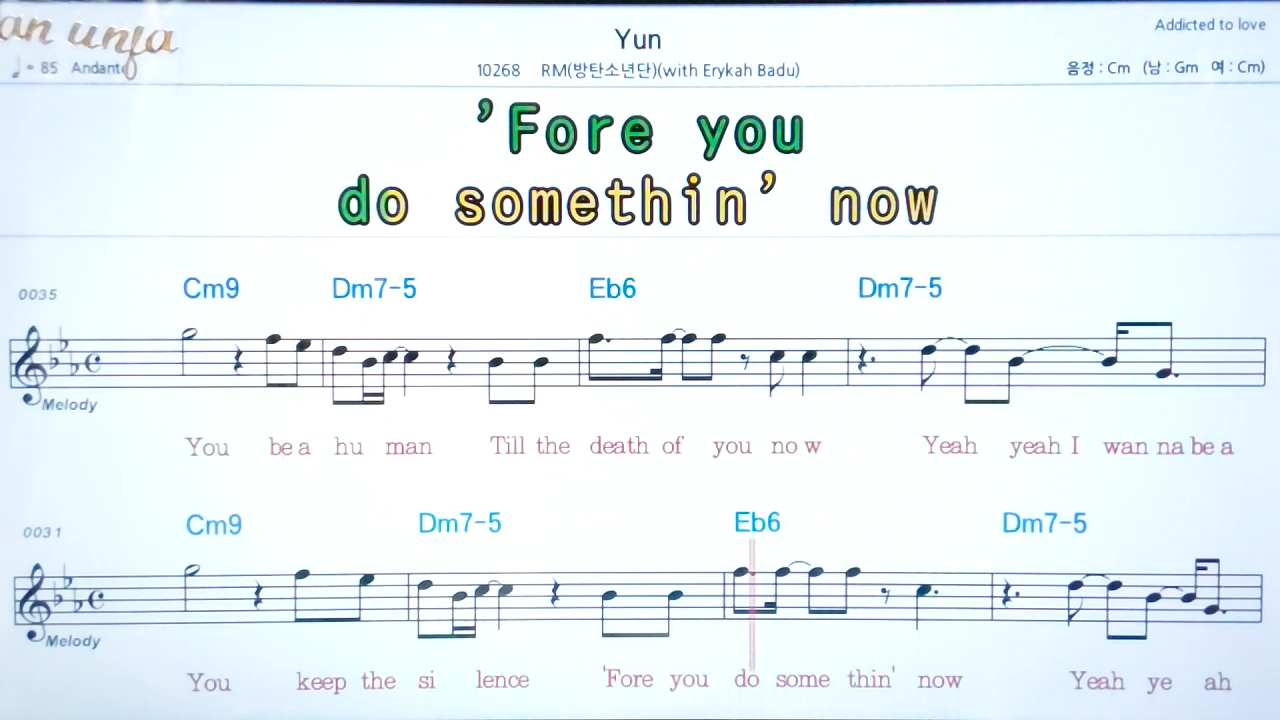 an unja
Yun
Addicted to love
♩ = 85 Andante
10268 RM(방탄소년단)(with Erykah Badu)
음정 : Cm (남 : Gm 여 : Cm)
’Fore you
do somethin’ now
0035
Cm9 Dm7-5 Eb6 Dm7-5
Melody
You be a hu man Till the death of you no w Yeah yeah I wan na be a
0031
Cm9 Dm7-5 Eb6 Dm7-5
Melody
You keep the si lence 'Fore you do some thin' now Yeah ye ah